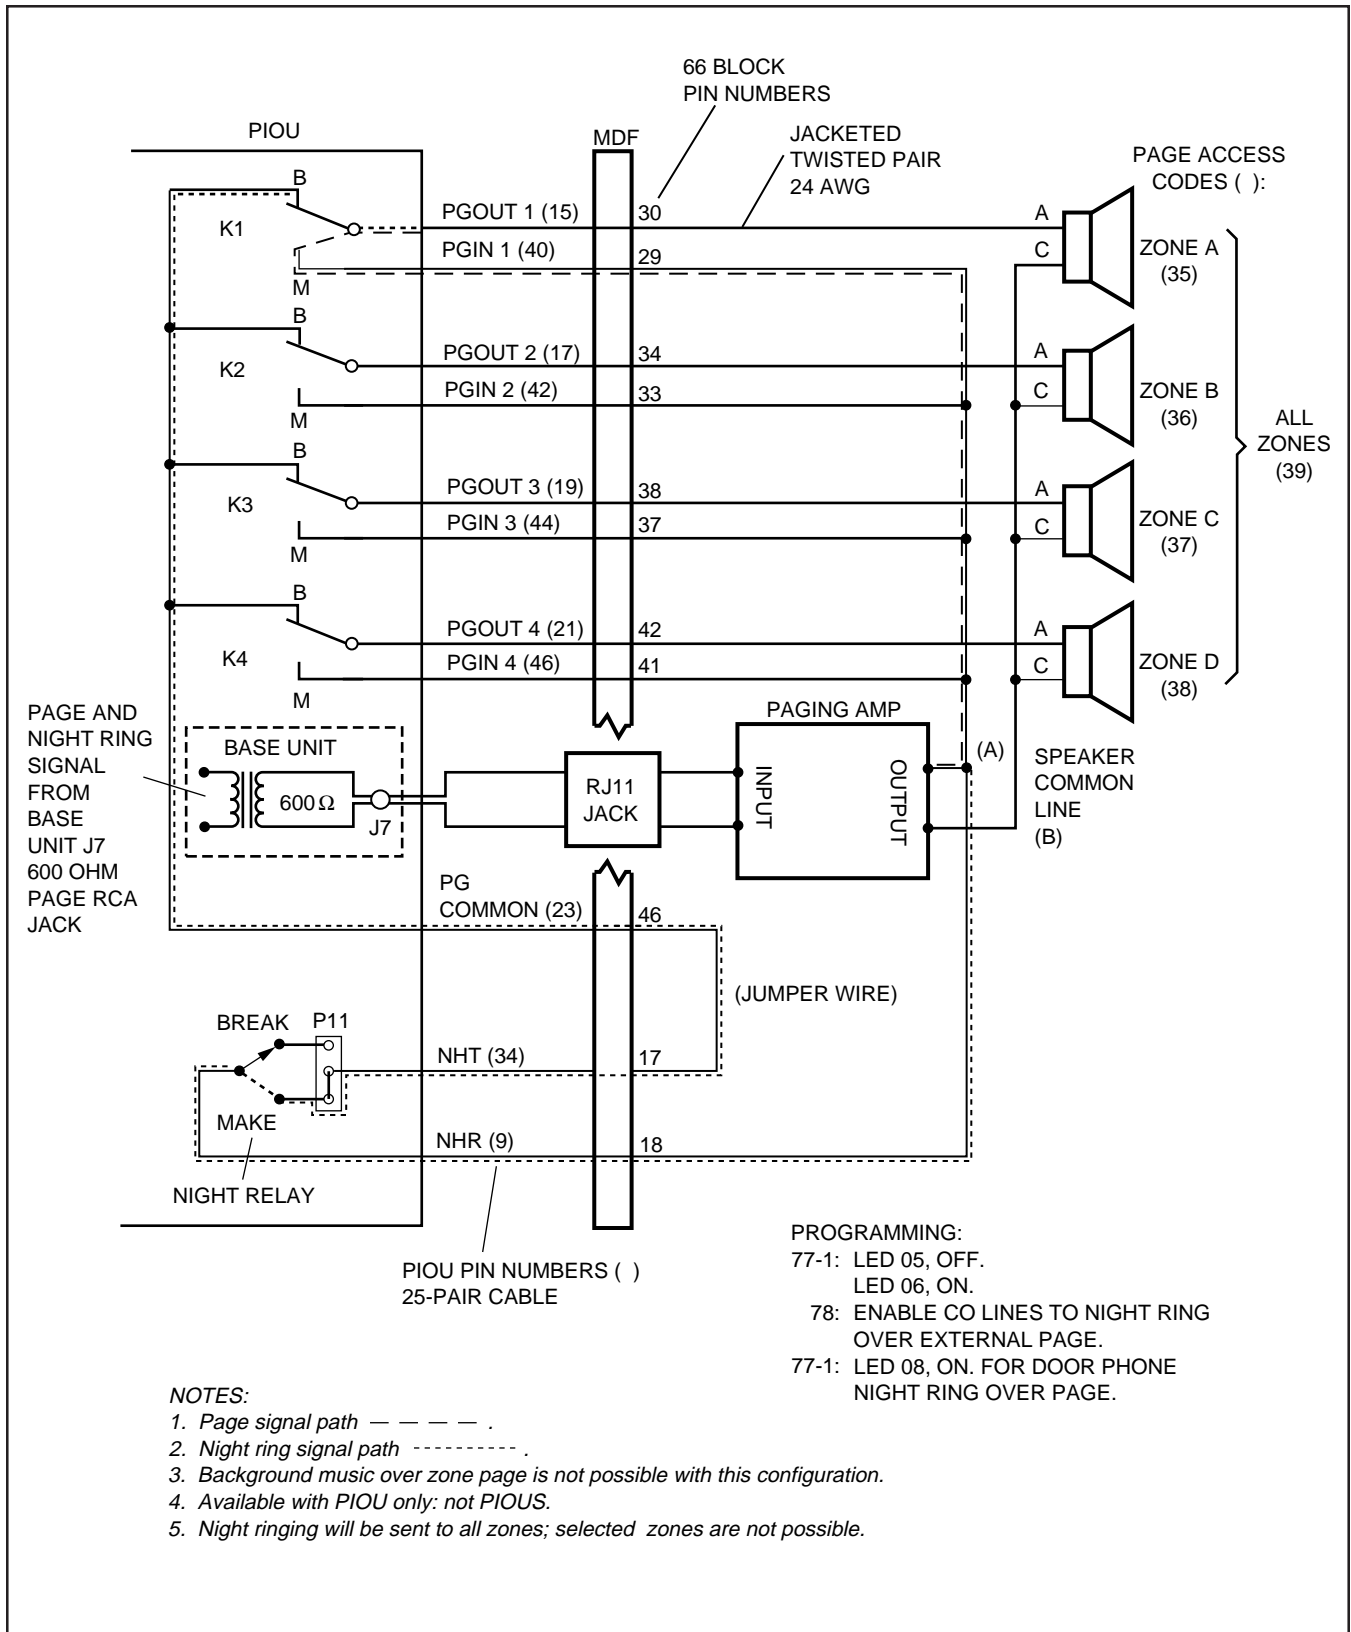 66 BLOCK
PIN NUMBERS
PIOU
MDF
JACKETED
TWISTED PAIR
24 AWG
PAGE ACCESS
CODES ( ):
B
K1
M
PGOUT 1 (15)
30
PGIN 1 (40)
29
A
C
ZONE A
(35)
B
K2
M
PGOUT 2 (17)
34
PGIN 2 (42)
33
A
C
ZONE B
(36)
ALL
ZONES
(39)
B
K3
M
PGOUT 3 (19)
38
PGIN 3 (44)
37
A
C
ZONE C
(37)
B
K4
M
PGOUT 4 (21)
42
PGIN 4 (46)
41
A
C
ZONE D
(38)
PAGE AND
NIGHT RING
SIGNAL
FROM
BASE
UNIT J7
600 OHM
PAGE RCA
JACK
BASE UNIT
600 Ω
J7
RJ11
JACK
PAGING AMP
INPUT
OUTPUT
(A)
SPEAKER
COMMON
LINE
(B)
PG
COMMON (23)
46
(JUMPER WIRE)
BREAK
P11
NHT (34)
17
MAKE
NHR (9)
18
NIGHT RELAY
PIOU PIN NUMBERS ( )
25-PAIR CABLE
PROGRAMMING:
77-1: LED 05, OFF.
LED 06, ON.
78: ENABLE CO LINES TO NIGHT RING
OVER EXTERNAL PAGE.
77-1: LED 08, ON. FOR DOOR PHONE
NIGHT RING OVER PAGE.
NOTES:
1. Page signal path — — — — .
2. Night ring signal path ---------- .
3. Background music over zone page is not possible with this configuration.
4. Available with PIOU only: not PIOUS.
5. Night ringing will be sent to all zones; selected zones are not possible.